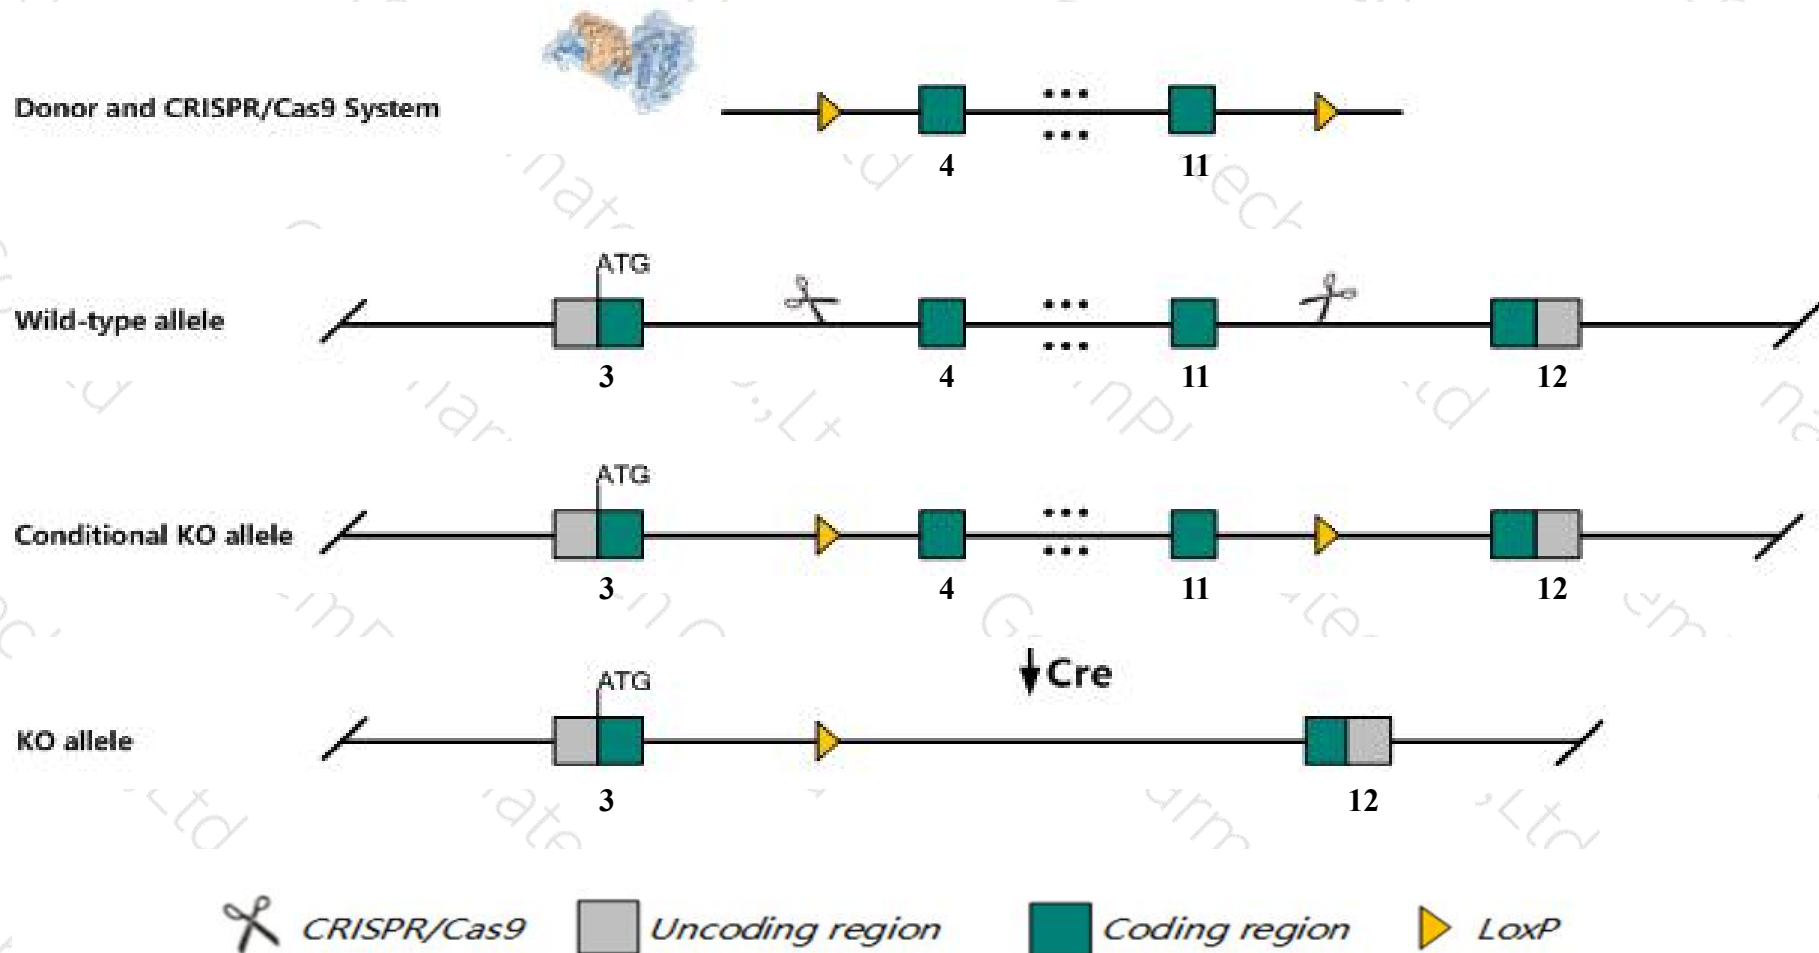 Donor and CRISPR/Cas9 System
4 11
ATG
Wild-type allele
3 4 11 12
ATG
Conditional KO allele
3 4 11 12
Cre
ATG
KO allele
3 12
CRISPR/Cas9 Uncoding region Coding region LoxP